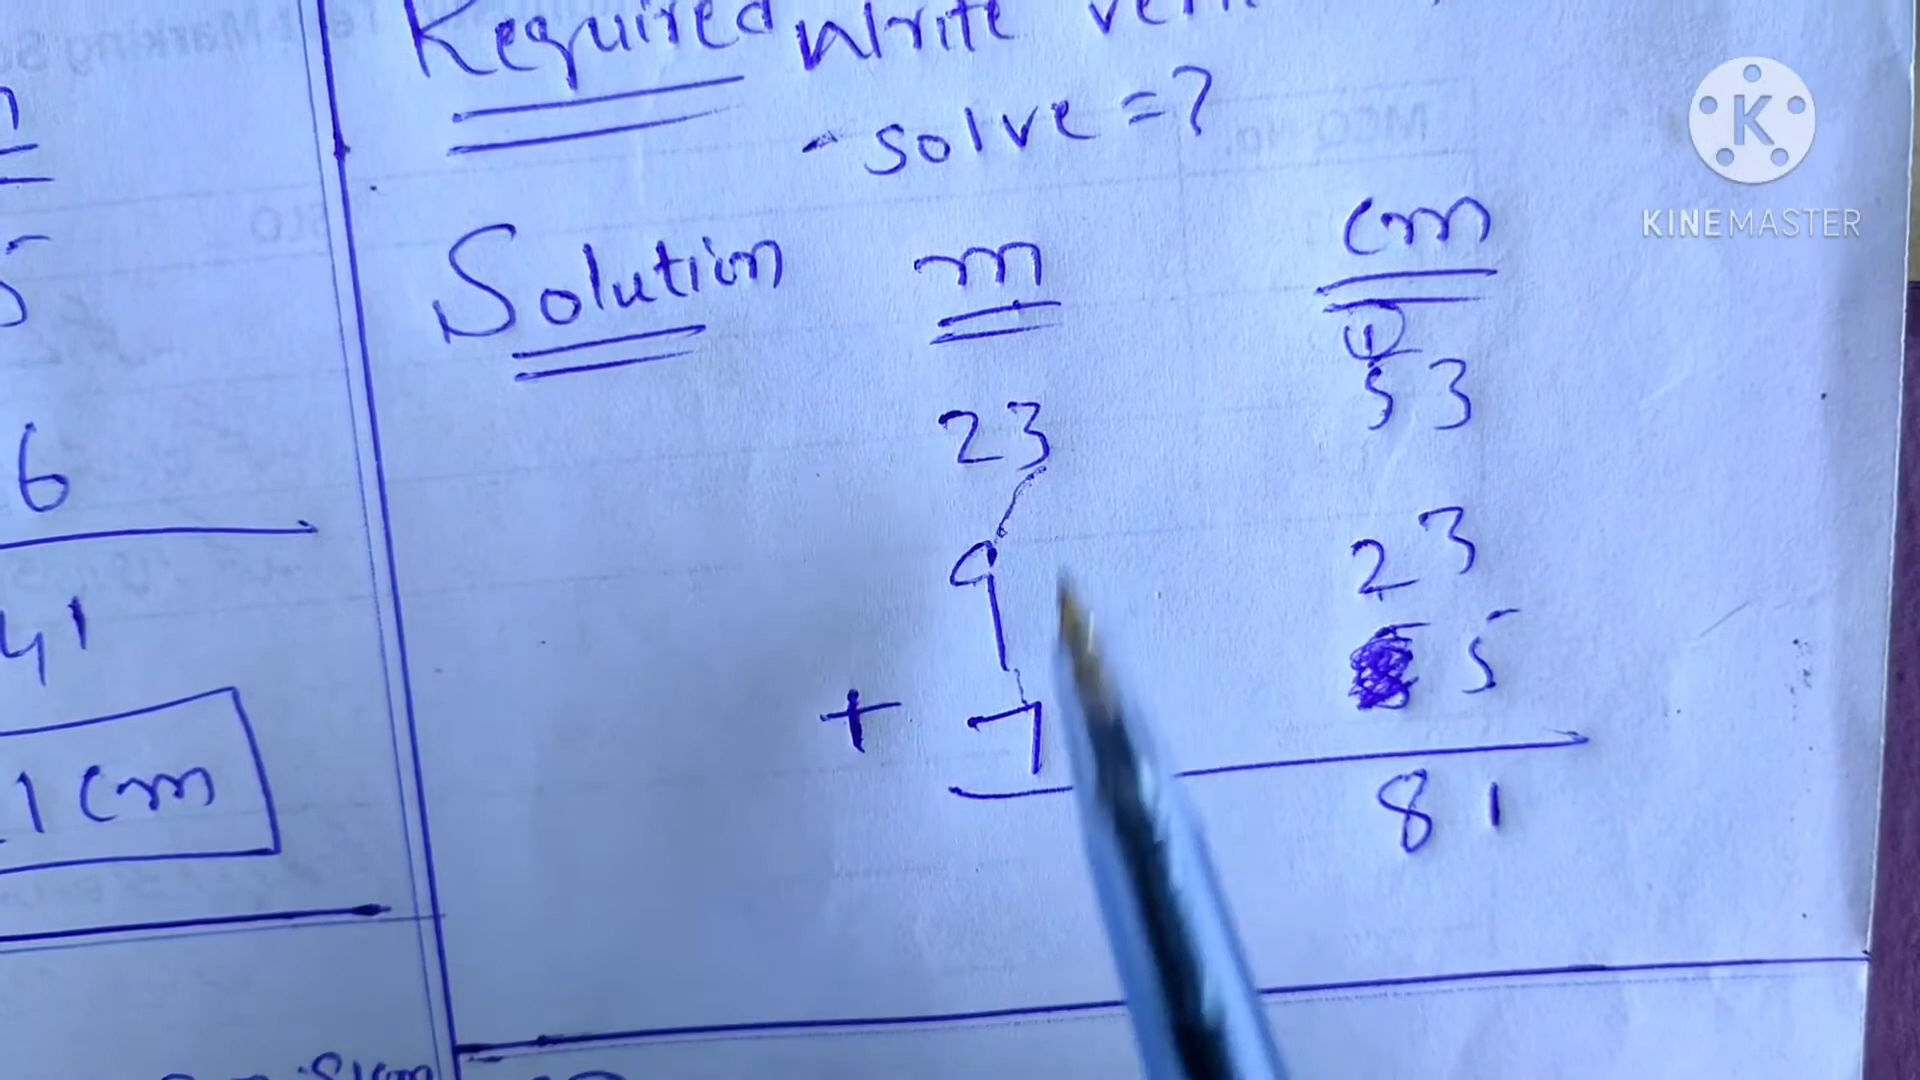 Required Write
- solve = ?
Solution m cm
1
23 53
9 23
+ 7 5
81
6
41
1 cm
KINEMASTER